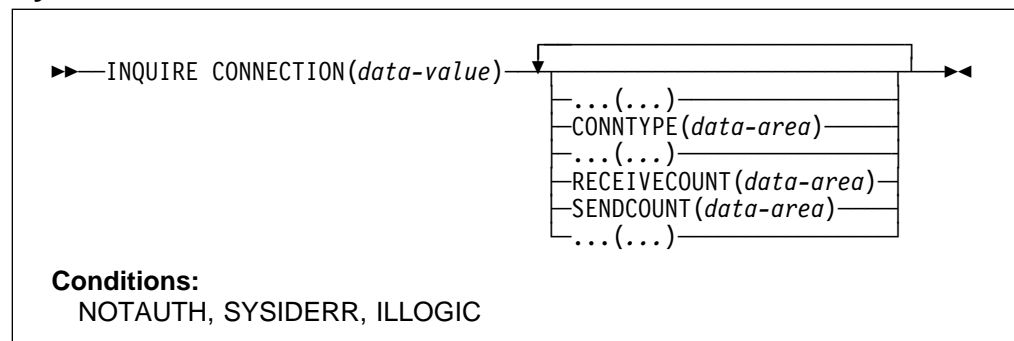 ►►──INQUIRE CONNECTION(data-value)──►◄
...(...)
CONNTYPE(data-area)
...(...)
RECEIVECOUNT(data-area)
SENDCOUNT(data-area)
...(...)
Conditions:
NOTAUTH, SYSIDERR, ILLOGIC